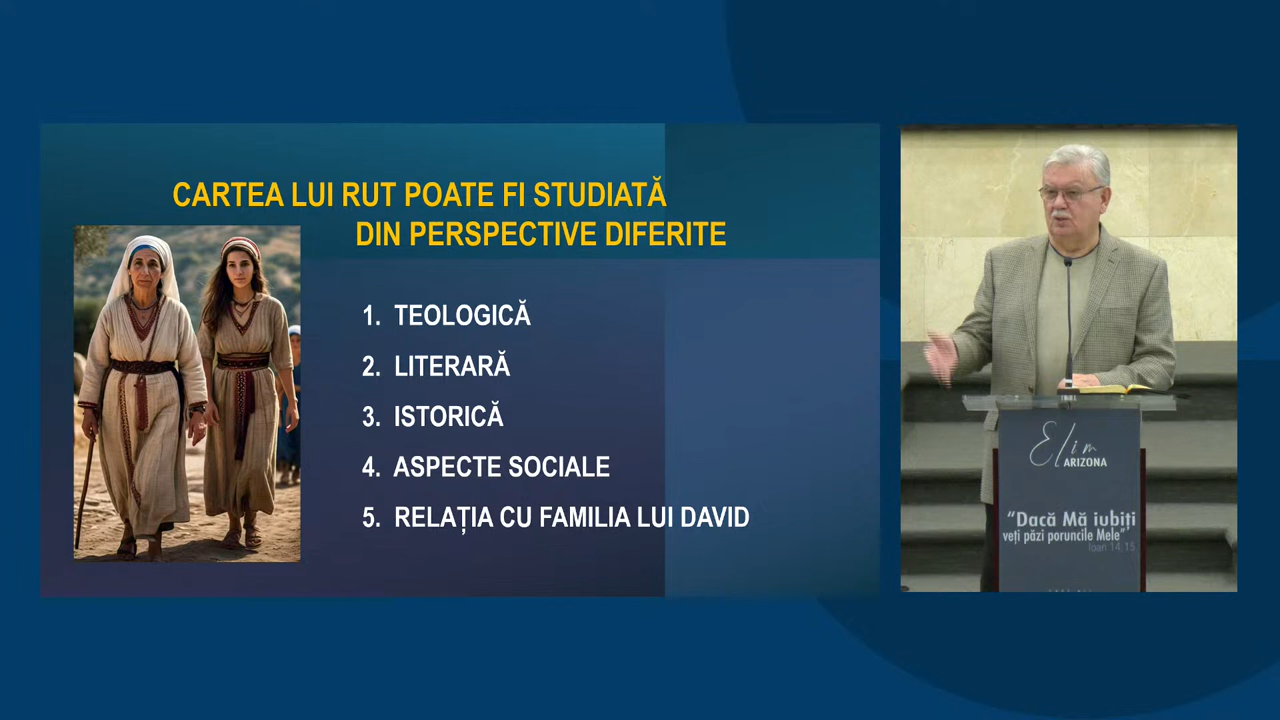 CARTEA LUI RUT POATE FI STUDIATĂ
DIN PERSPECTIVE DIFERITE
1. TEOLOGICĂ
2. LITERARĂ
3. ISTORICĂ
4. ASPECTE SOCIALE
5. RELAȚIA CU FAMILIA LUI DAVID
Elim
ARIZONA
“Dacă Mă iubiți
veți păzi poruncile Mele”
Ioan 14:15